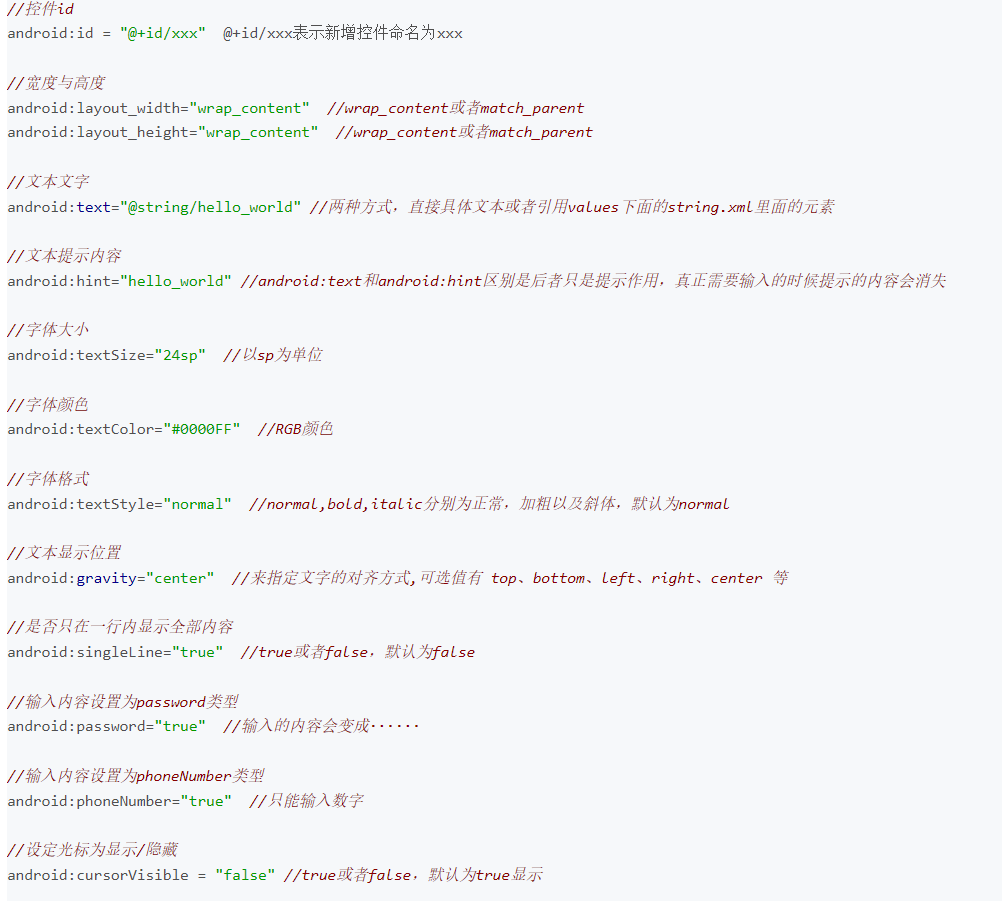 //控件id
android:id = "@+id/xxx"  @+id/xxx表示新增控件命名为xxx
//宽度与高度
android:layout_width="wrap_content"  //wrap_content或者match_parent
android:layout_height="wrap_content"  //wrap_content或者match_parent
//文本文字
android:text="@string/hello_world" //两种方式，直接具体文本或者引用values下面的string.xml里面的元素
//文本提示内容
android:hint="hello_world" //android:text和android:hint区别是后者只是提示作用，真正需要输入的时候提示的内容会消失
//字体大小
android:textSize="24sp"  //以sp为单位
//字体颜色
android:textColor="#0000FF"  //RGB颜色
//字体格式
android:textStyle="normal"  //normal,bold,italic分别为正常，加粗以及斜体，默认为normal
//文本显示位置
android:gravity="center"  //来指定文字的对齐方式,可选值有 top、bottom、left、right、center 等
//是否只在一行内显示全部内容
android:singleLine="true"  //true或者false，默认为false
//输入内容设置为password类型
android:password="true"  //输入的内容会变成······
//输入内容设置为phoneNumber类型
android:phoneNumber="true"  //只能输入数字
//设定光标为显示/隐藏
android:cursorVisible = "false" //true或者false，默认为true显示